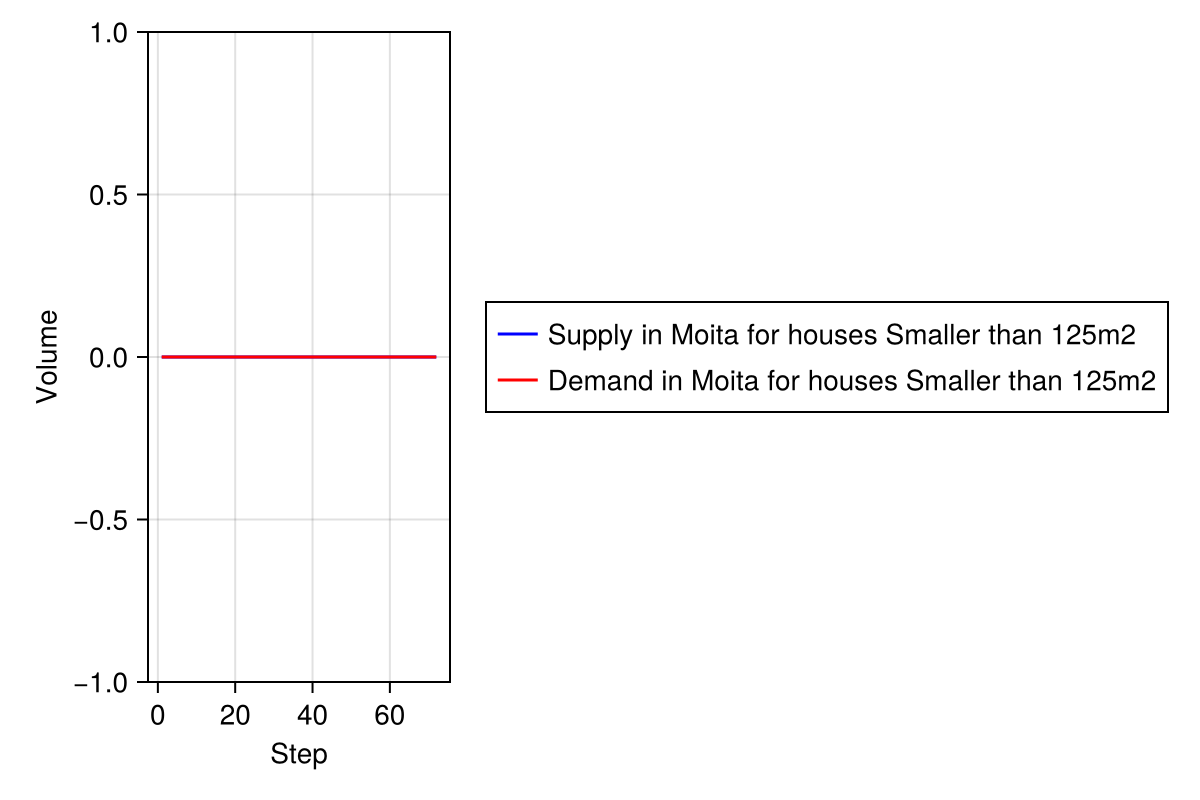 1.0
0.5
0.0
−0.5
−1.0
Volume
0 20 40 60
Step
Supply in Moita for houses Smaller than 125m2
Demand in Moita for houses Smaller than 125m2